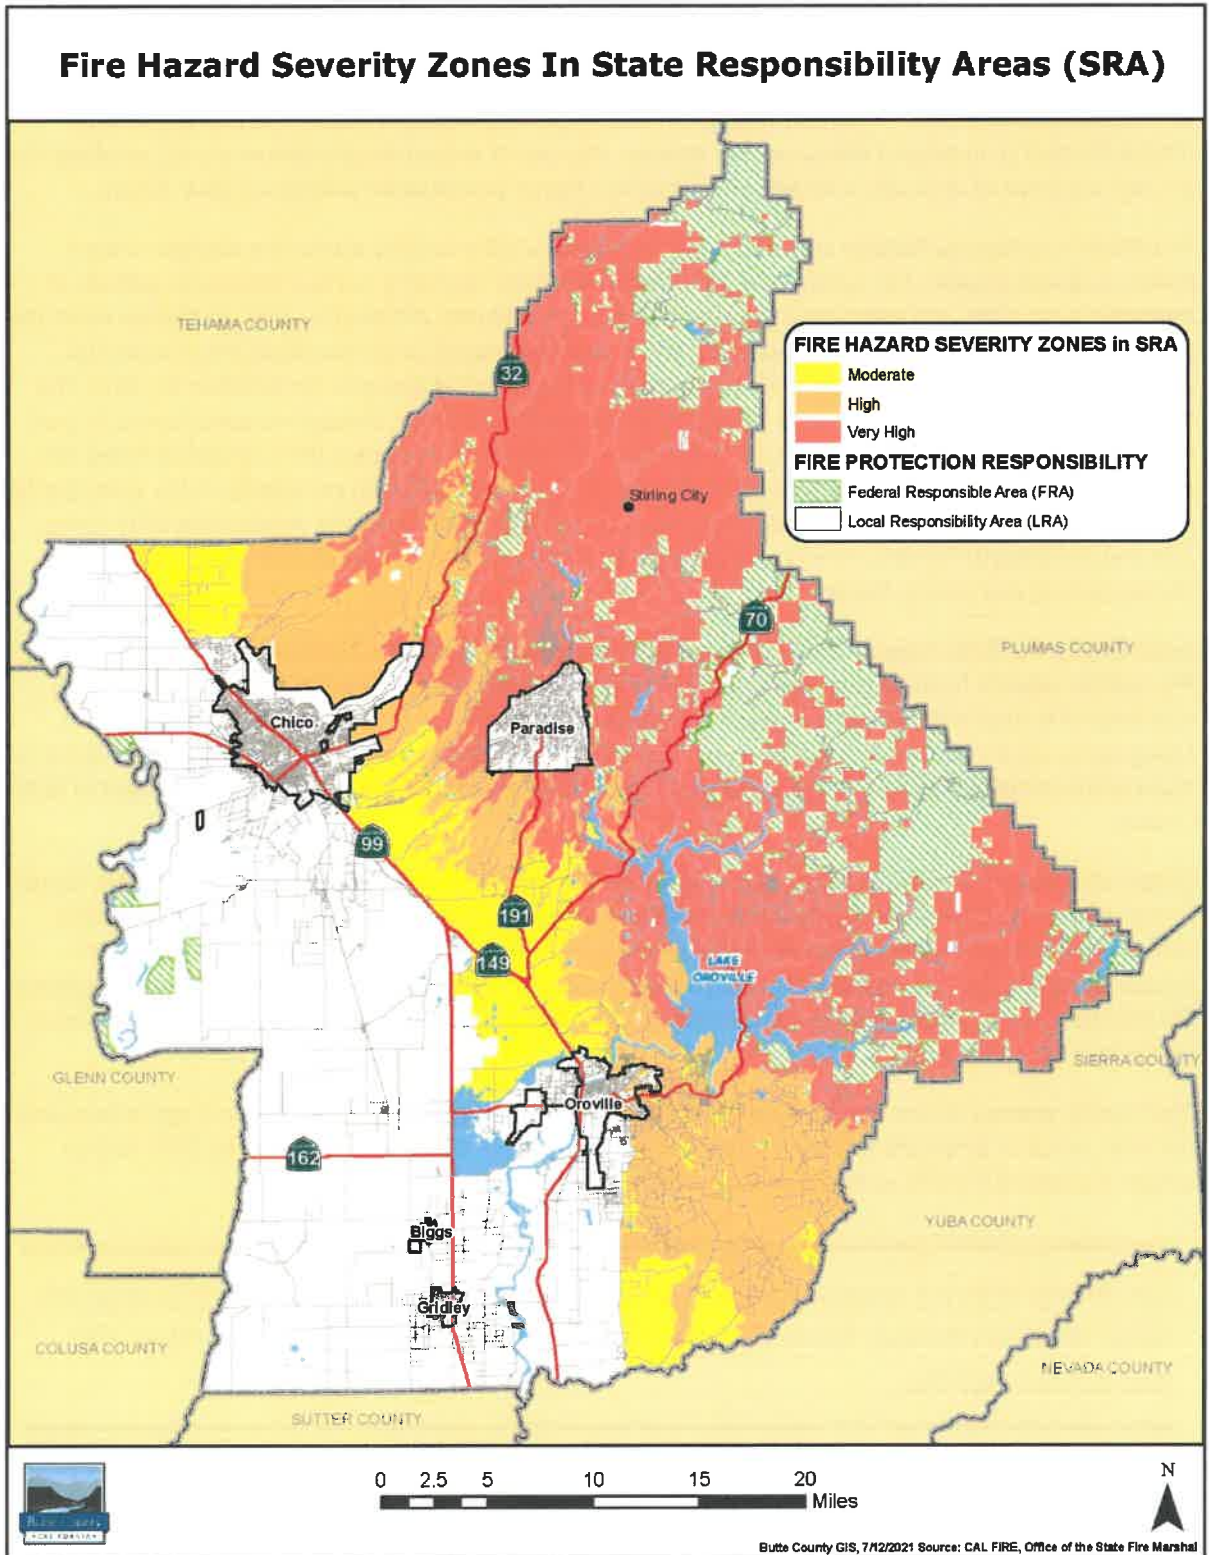 Fire Hazard Severity Zones In State Responsibility Areas (SRA)
TEHAMA COUNTY
32
FIRE HAZARD SEVERITY ZONES in SRA
Moderate
High
Very High
FIRE PROTECTION RESPONSIBILITY
Federal Responsible Area (FRA)
Local Responsibility Area (LRA)
Stirling City
70
PLUMAS COUNTY
Chico
Paradise
99
191
149
LAKE
OROVILLE
GLENN COUNTY
SIERRA COUNTY
Oroville
162
Biggs
YUBA COUNTY
Gridley
COLUSA COUNTY
NEVADA COUNTY
SUTTER COUNTY
0 2.5 5 10 15 20
Miles
N
Butte County GIS, 7/12/2021 Source: CAL FIRE, Office of the State Fire Marshal